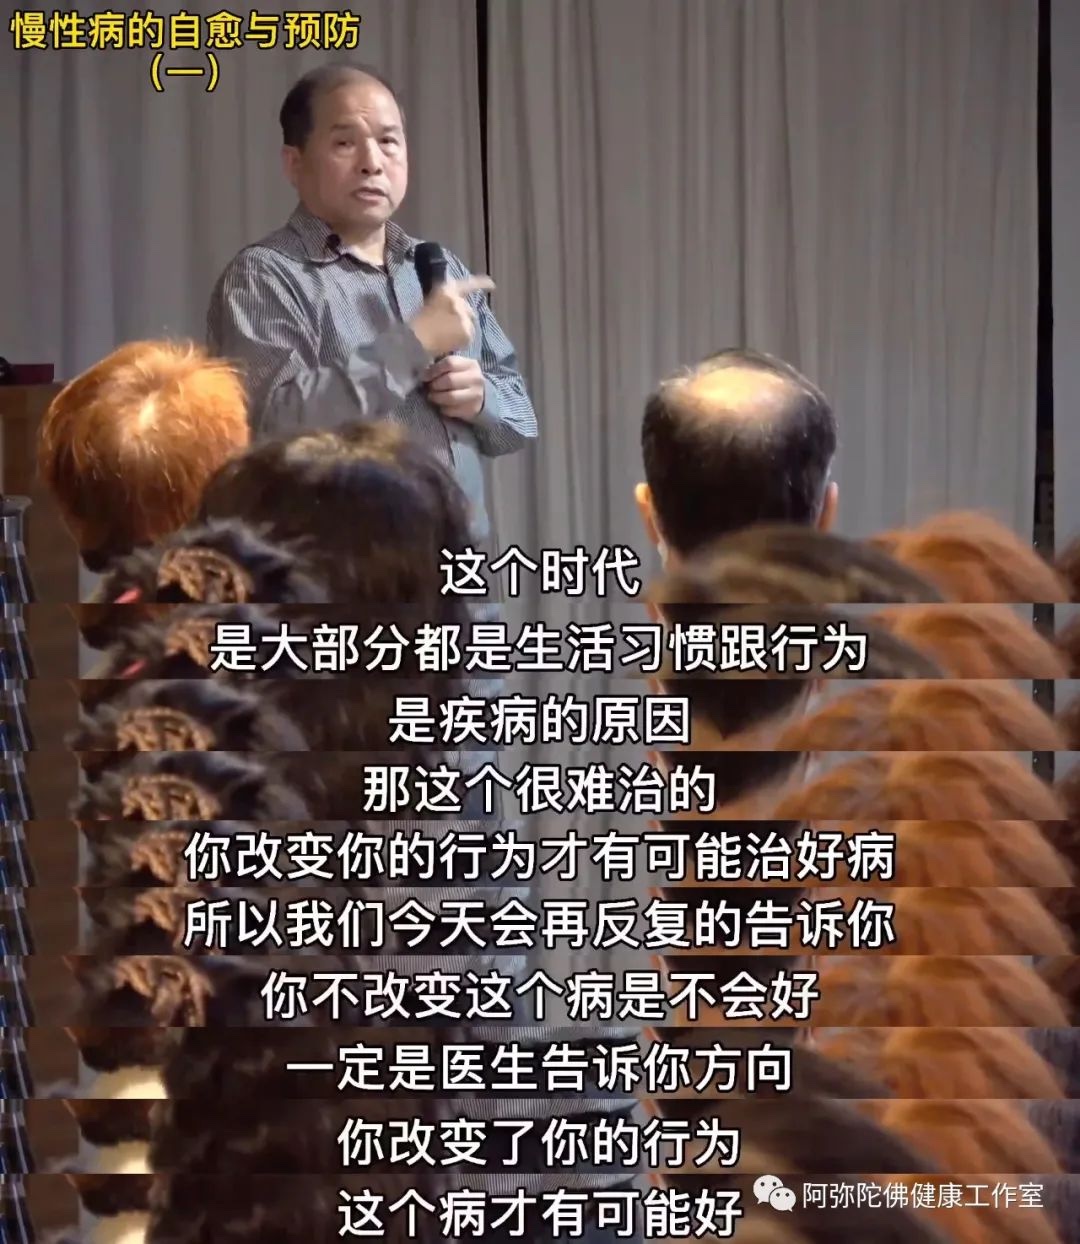 慢性病的自愈与预防
（一）
这个时代
是大部分都是生活习惯跟行为
是疾病的原因
那这个很难治的
你改变你的行为才有可能治好病
所以我们今天会再反复的告诉你
你不改变这个病是不会好
一定是医生告诉你方向
你改变了你的行为
这个病才有可能好
阿弥陀佛健康工作室